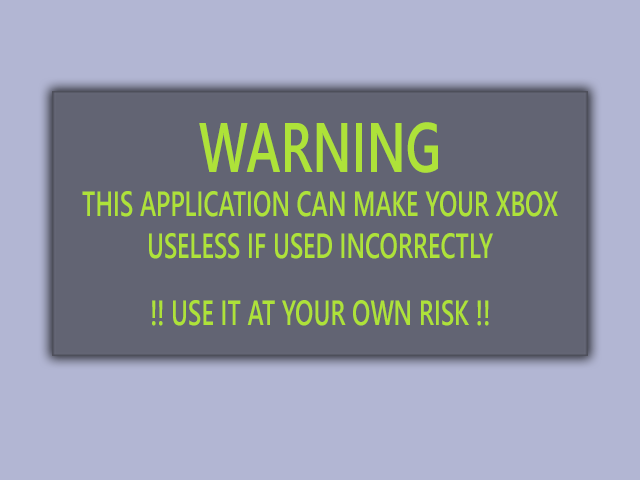 WARNING
THIS APPLICATION CAN MAKE YOUR XBOX
USELESS IF USED INCORRECTLY
!! USE IT AT YOUR OWN RISK !!